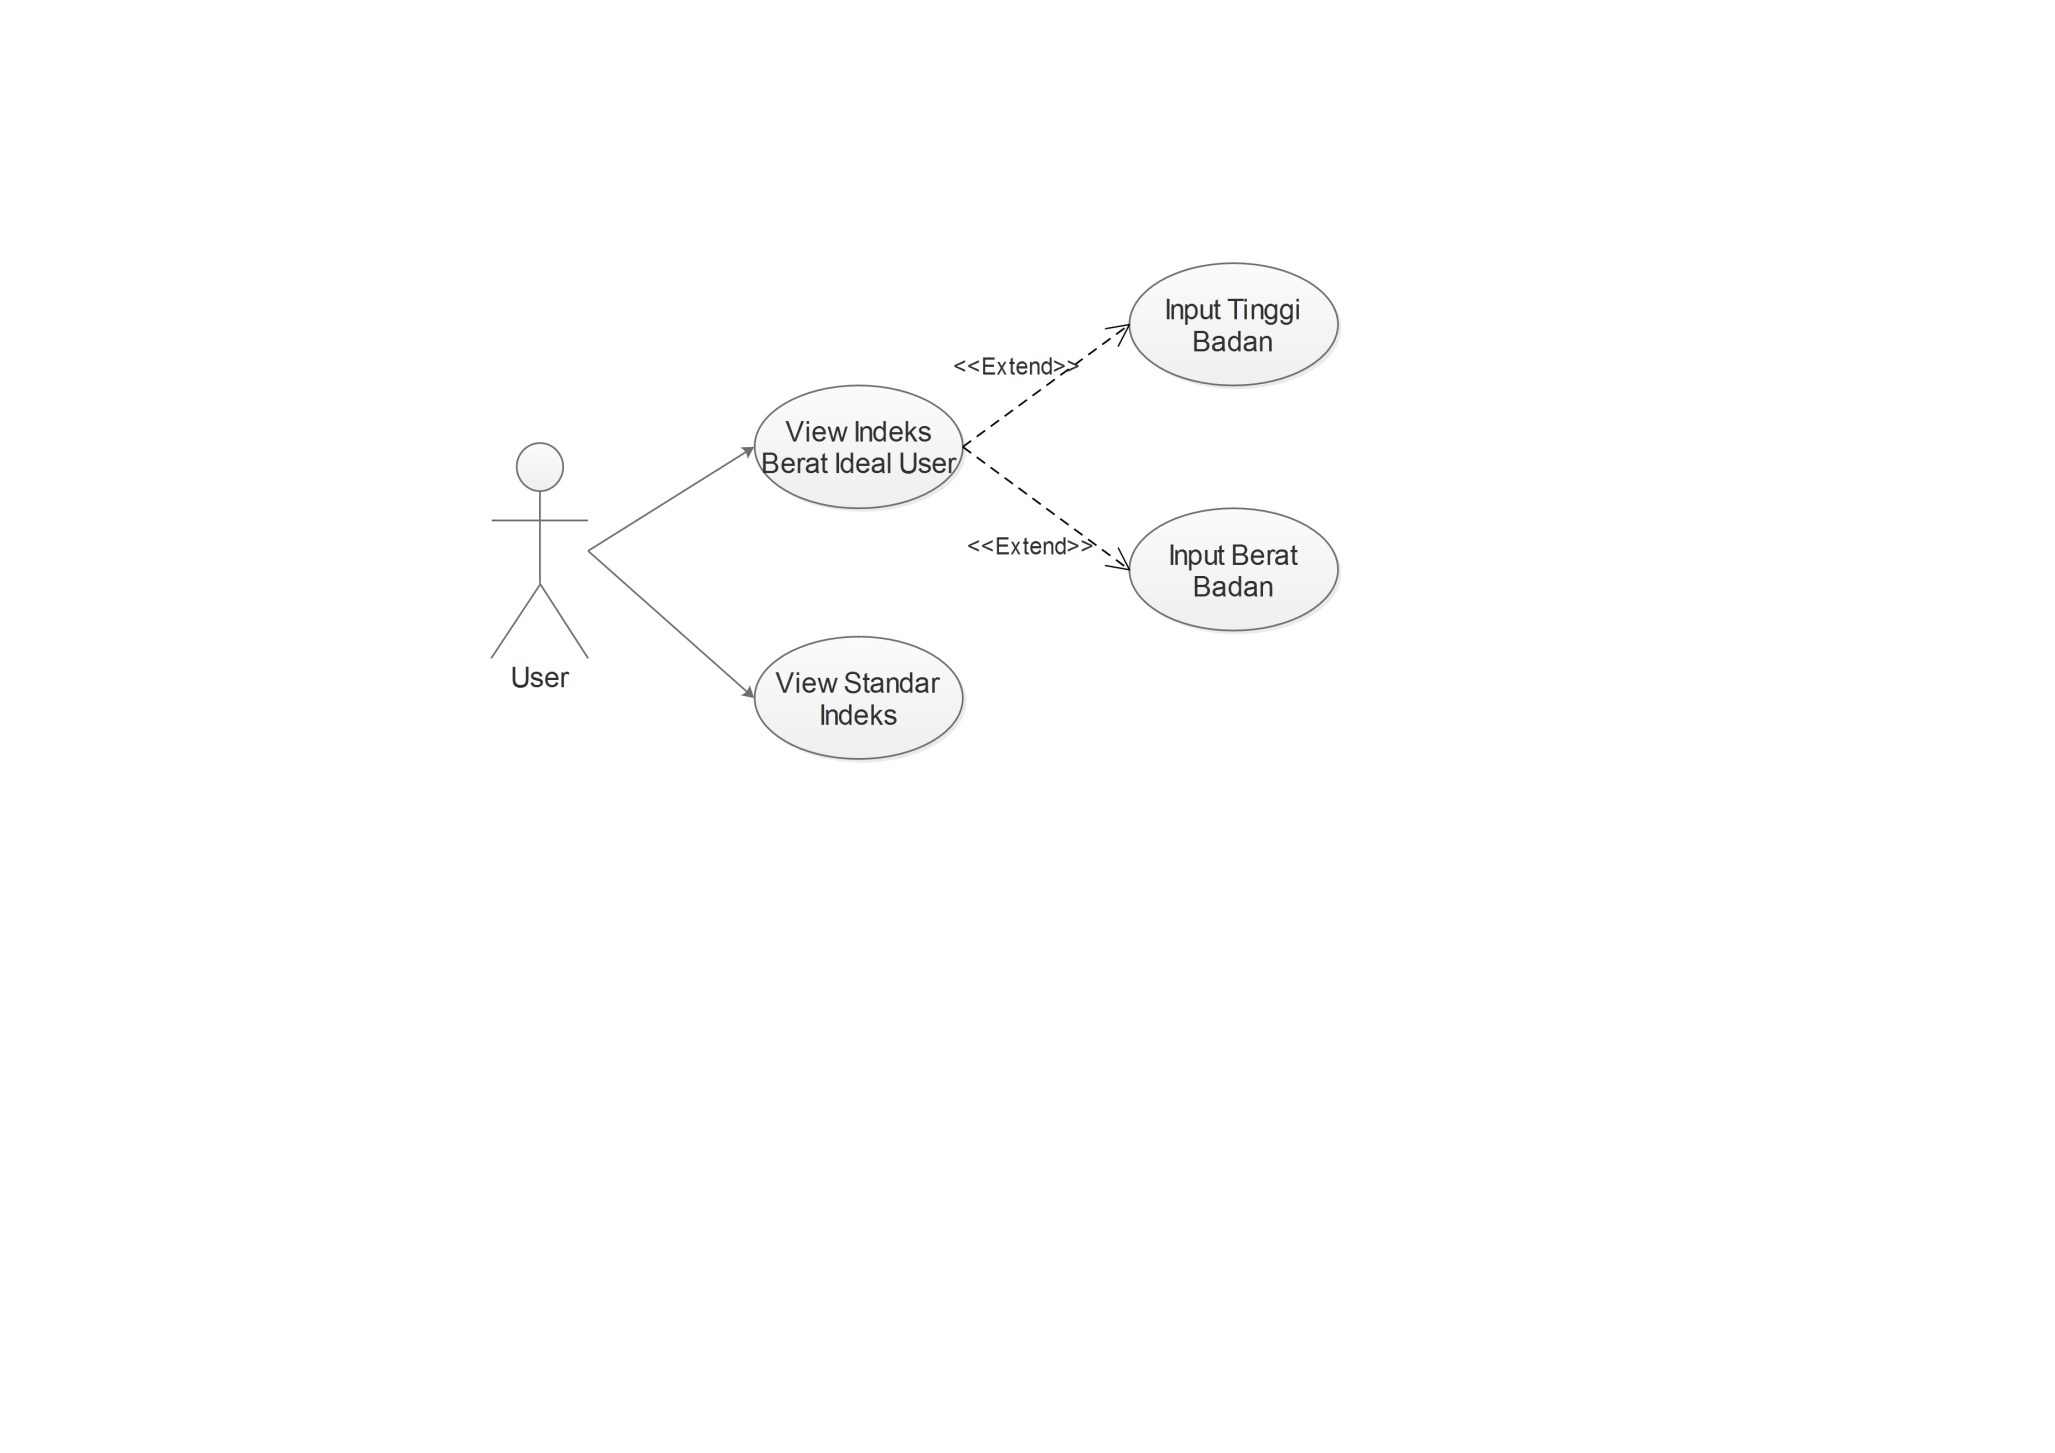 Input Tinggi
Badan
<<Extend>>
View Indeks
Berat Ideal User
<<Extend>>
Input Berat
Badan
User
View Standar
Indeks